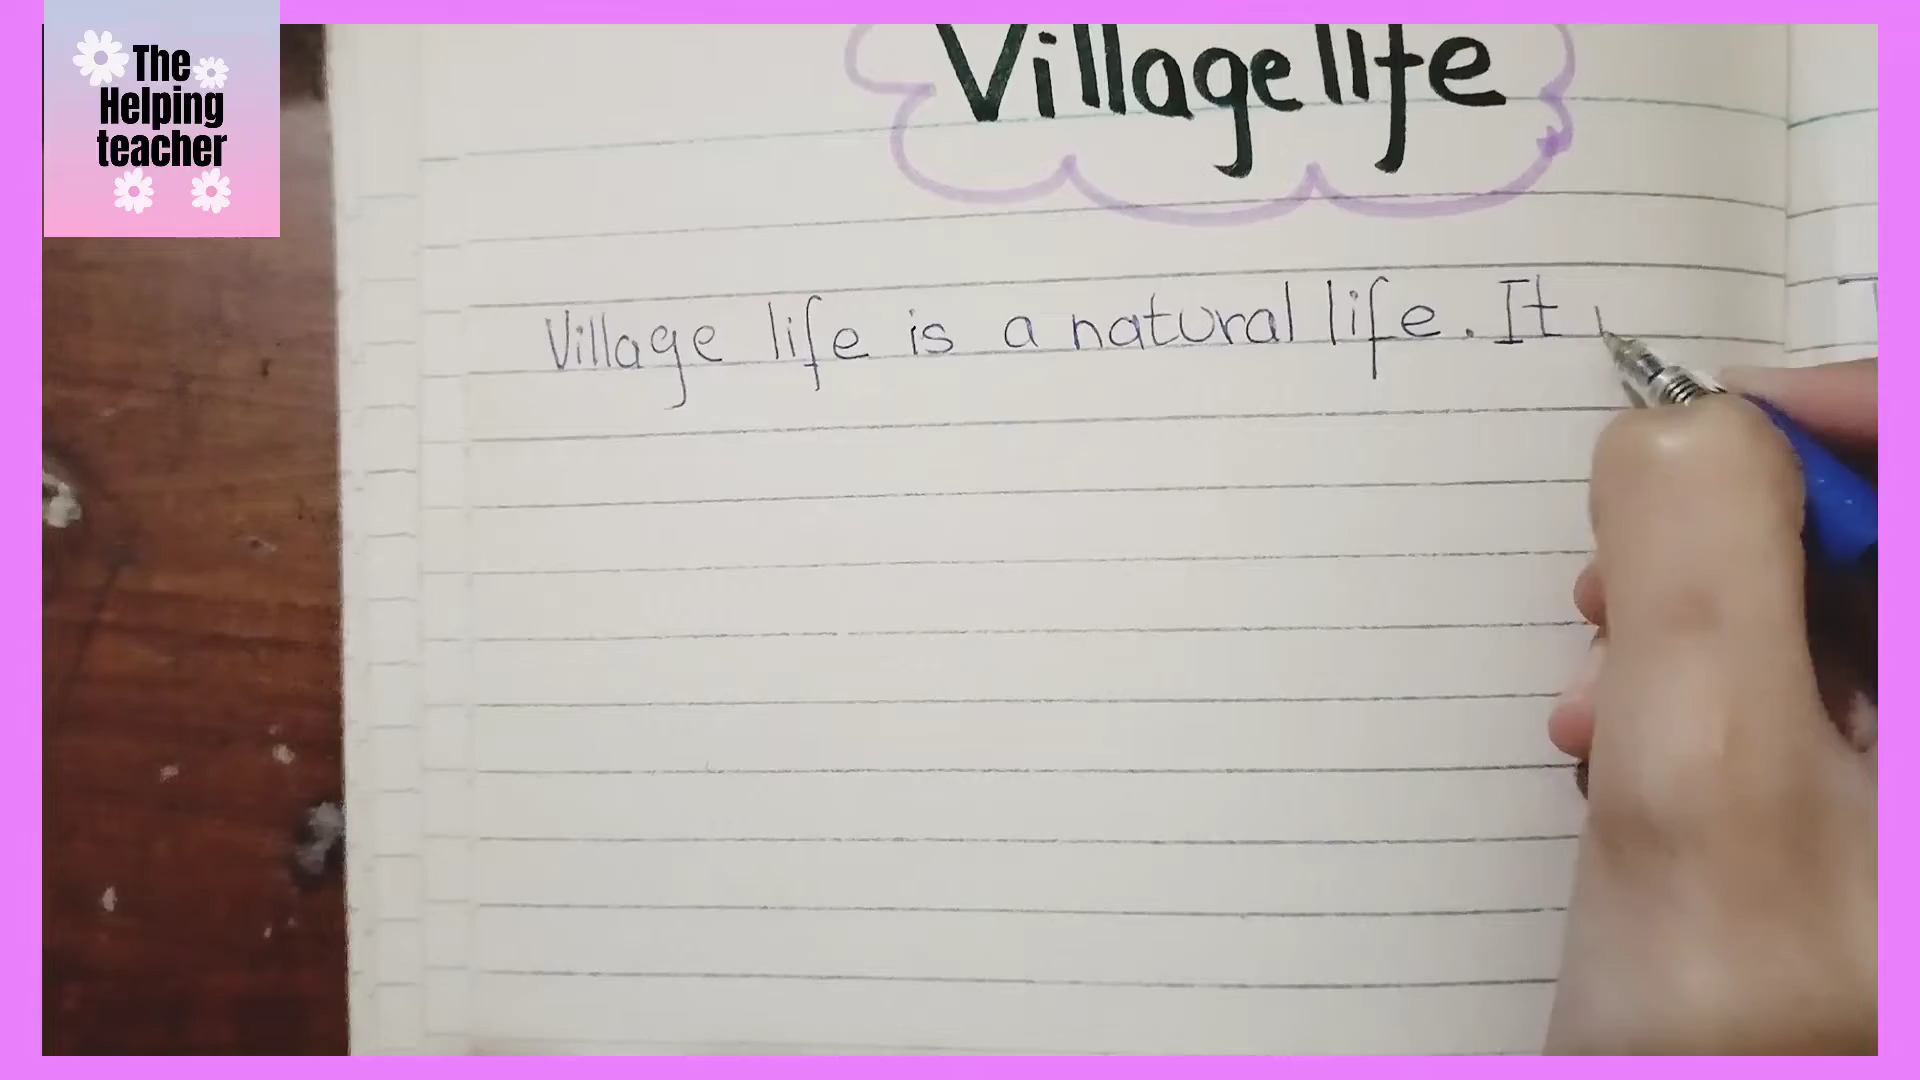 The
Helping
teacher
Village life
Village life is a natural life. It